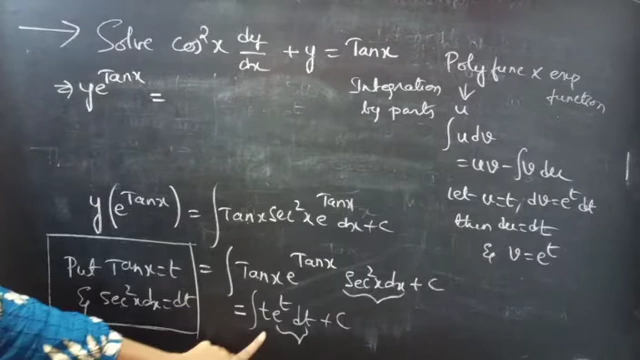 → Solve cos²x dy/dx + y = Tanx
⇒ ye^Tanx =
y(e^Tanx) = ∫Tanx sec²x e^Tanx dx + C
= ∫Tanx e^Tanx sec²x dx + C
= ∫t e^t dt + C
Put Tanx = t
& sec²x dx = dt
Integration
by parts
Poly func × exp
function
↓
u
∫u dv
= uv - ∫v du
let u = t, dv = e^t dt
then du = dt
& v = e^t